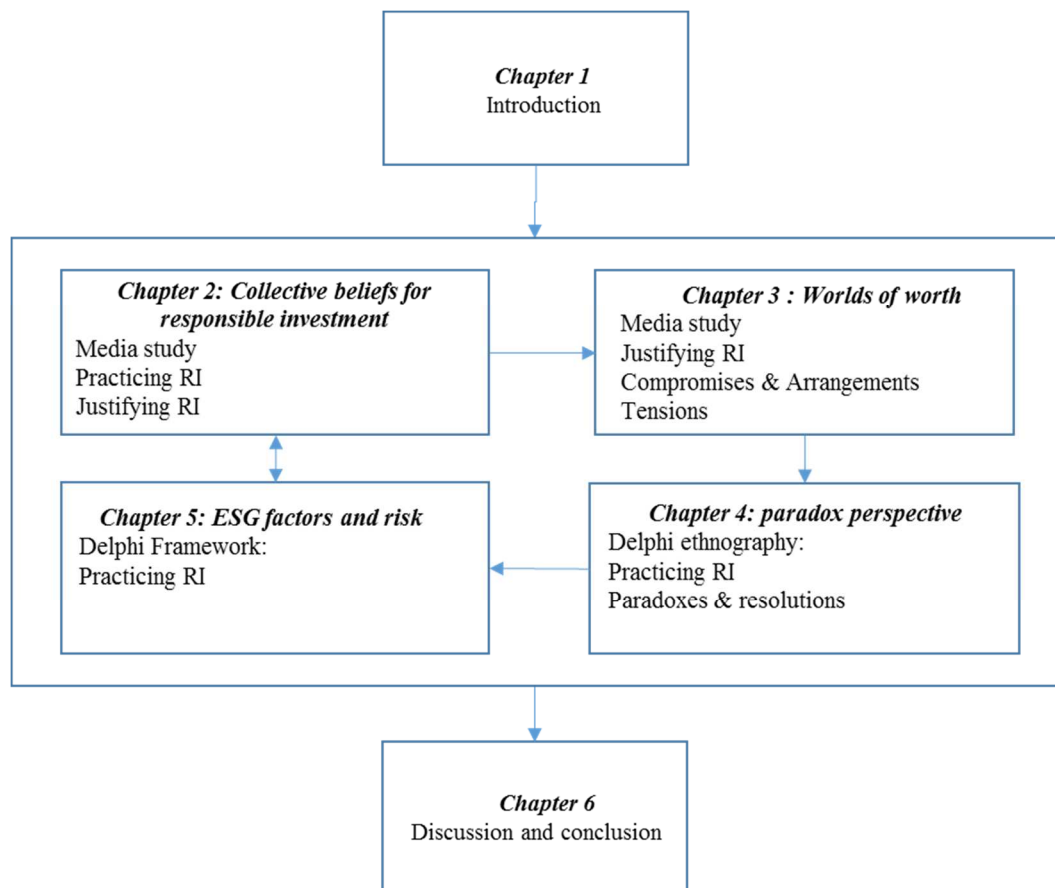 Chapter 1
Introduction
Chapter 2: Collective beliefs for
responsible investment
Media study
Practicing RI
Justifying RI
Chapter 3 : Worlds of worth
Media study
Justifying RI
Compromises & Arrangements
Tensions
Chapter 5: ESG factors and risk
Delphi Framework:
Practicing RI
Chapter 4: paradox perspective
Delphi ethnography:
Practicing RI
Paradoxes & resolutions
Chapter 6
Discussion and conclusion